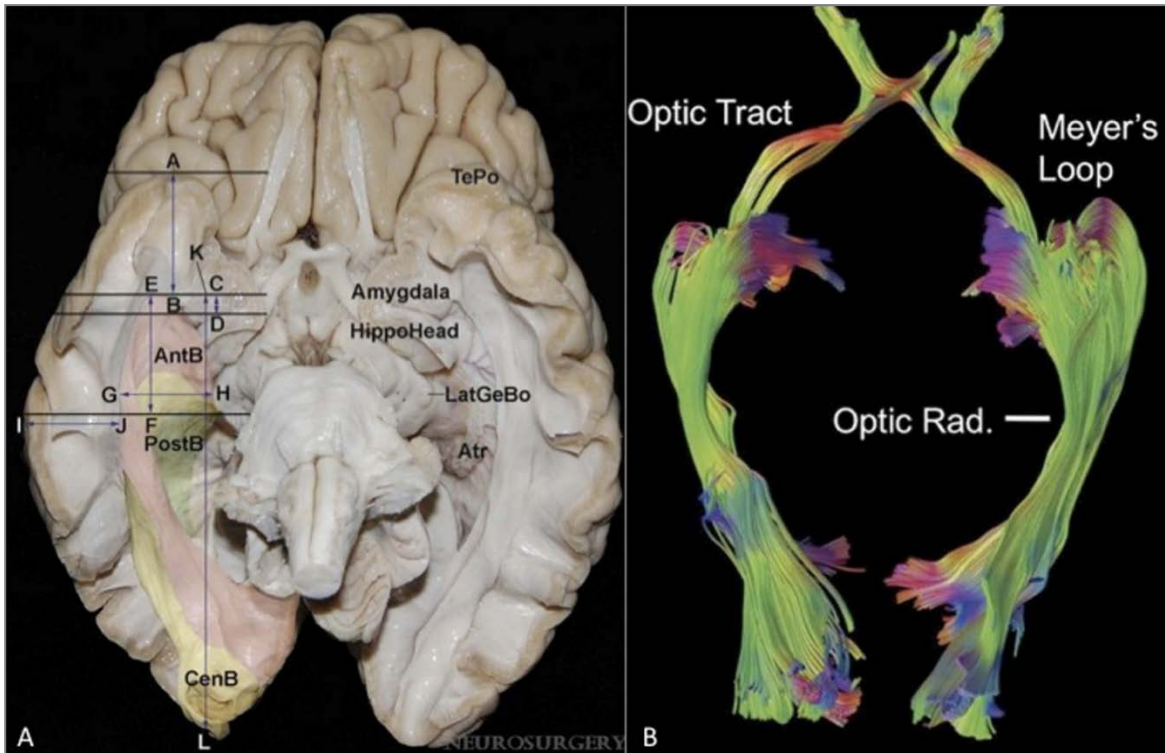 A
TePo
K
E
C
Amygdala
B
D
HippoHead
AntB
G
H
LatGeBo
I
J
F
PostB
Atr
CenB
L
NEUROSURGERY
A
Optic Tract
Meyer's
Loop
Optic Rad.
B